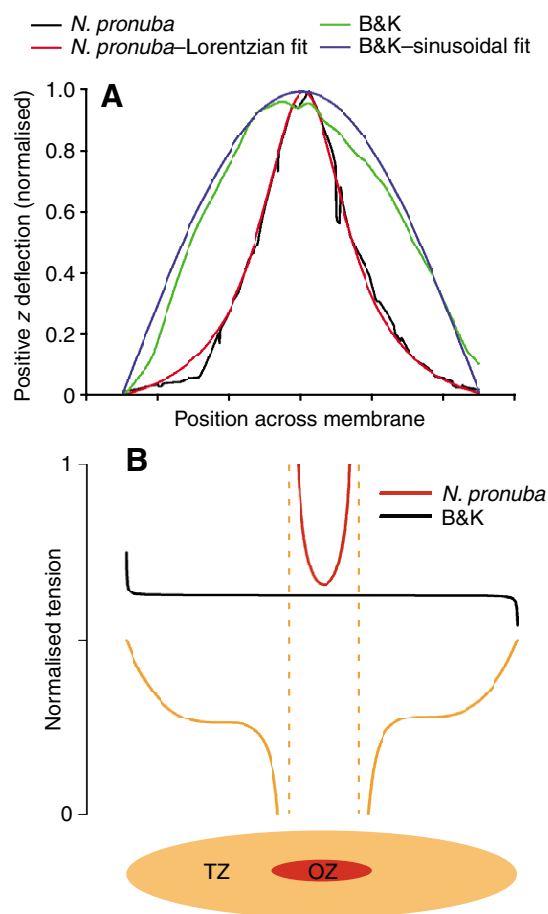 N. pronuba
B&K
N. pronuba–Lorentzian fit
B&K–sinusoidal fit
A
Positive z deflection (normalised)
1.0
0.8
0.6
0.4
0.2
0
Position across membrane
B
Normalised tension
1
0
N. pronuba
B&K
TZ
OZ